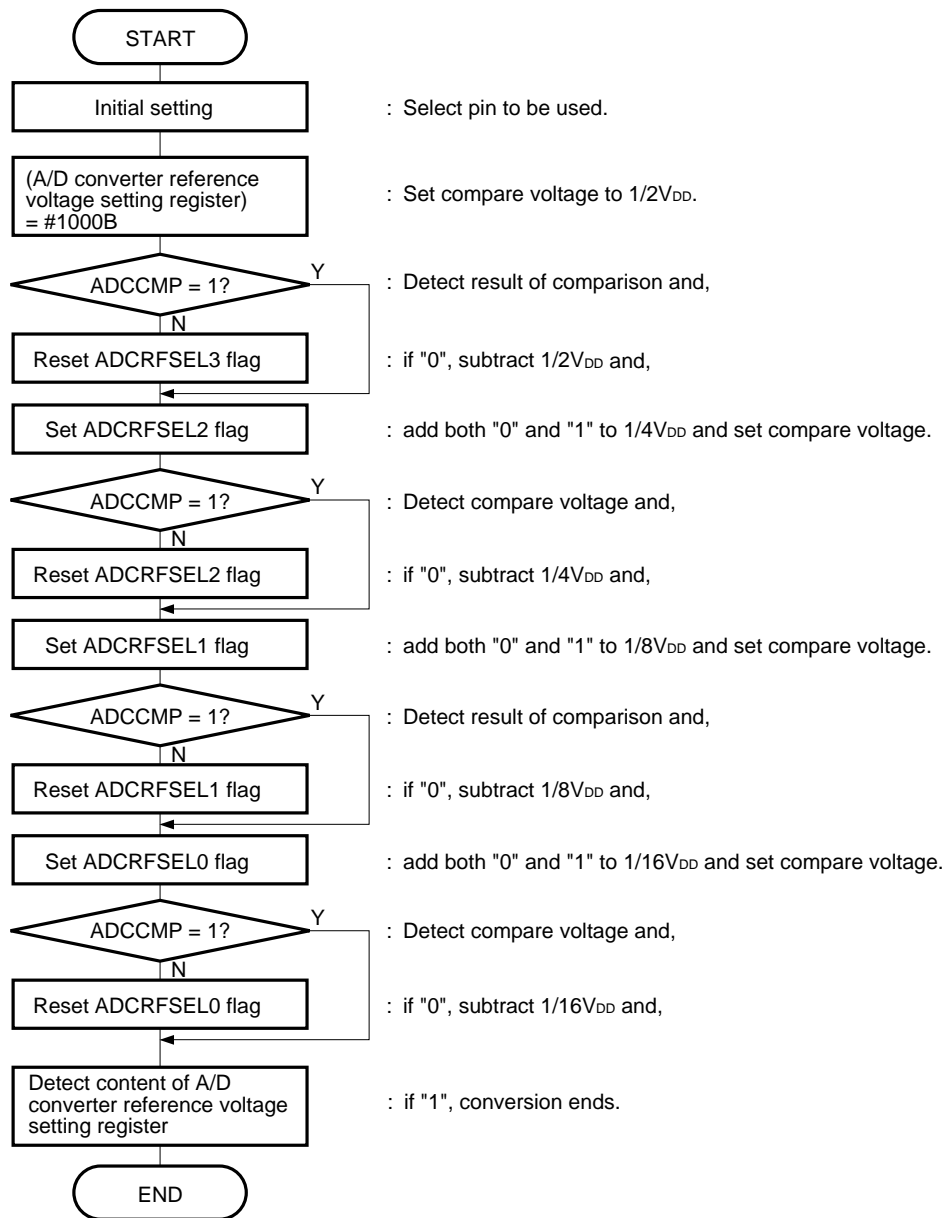 START
Initial setting
: Select pin to be used.
(A/D converter reference
voltage setting register)
= #1000B
: Set compare voltage to 1/2VDD.
ADCCMP = 1?
Y
: Detect result of comparison and,
N
Reset ADCRFSEL3 flag
: if "0", subtract 1/2VDD and,
Set ADCRFSEL2 flag
: add both "0" and "1" to 1/4VDD and set compare voltage.
ADCCMP = 1?
Y
: Detect compare voltage and,
N
Reset ADCRFSEL2 flag
: if "0", subtract 1/4VDD and,
Set ADCRFSEL1 flag
: add both "0" and "1" to 1/8VDD and set compare voltage.
ADCCMP = 1?
Y
: Detect result of comparison and,
N
Reset ADCRFSEL1 flag
: if "0", subtract 1/8VDD and,
Set ADCRFSEL0 flag
: add both "0" and "1" to 1/16VDD and set compare voltage.
ADCCMP = 1?
Y
: Detect compare voltage and,
N
Reset ADCRFSEL0 flag
: if "0", subtract 1/16VDD and,
Detect content of A/D
converter reference voltage
setting register
: if "1", conversion ends.
END